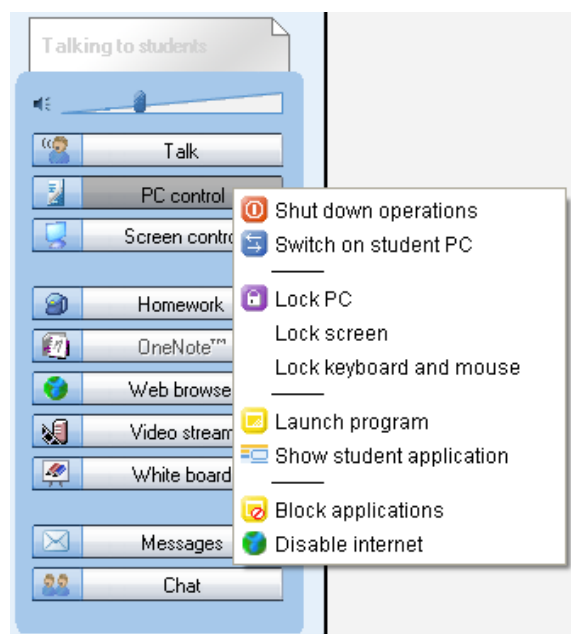 Talking to students
Talk
PC control
Screen contro
Homework
OneNote™
Web browse
Video stream
White board
Messages
Chat
Shut down operations
Switch on student PC
Lock PC
Lock screen
Lock keyboard and mouse
Launch program
Show student application
Block applications
Disable internet